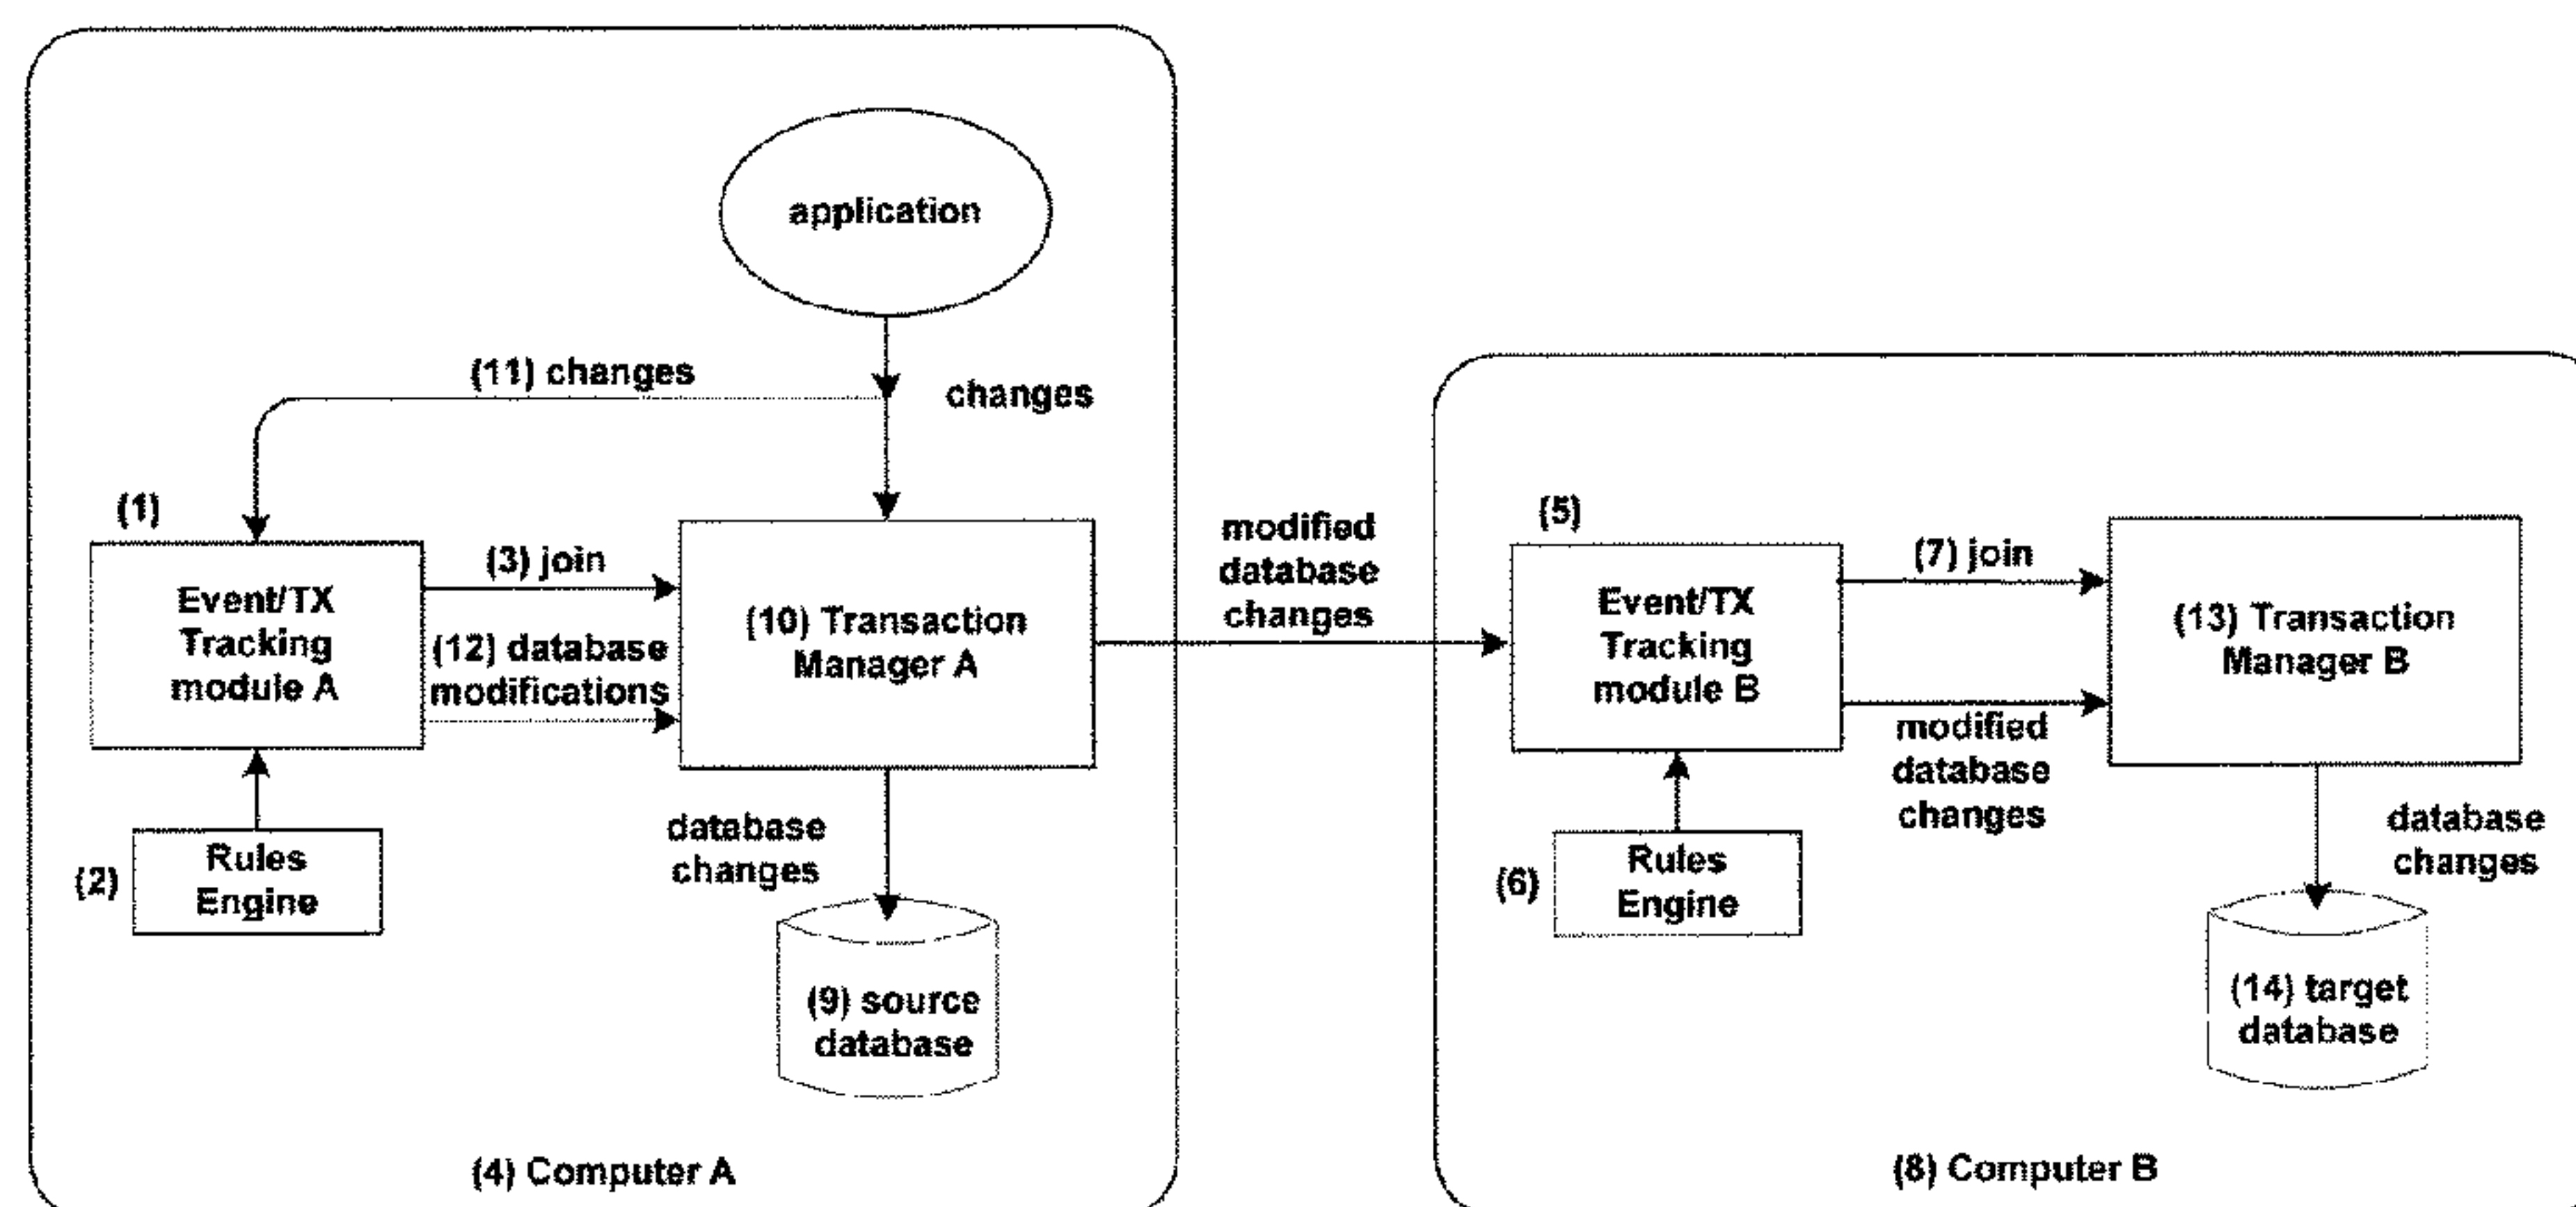 application
(11) changes
changes
(1)
Event/TX
Tracking
module A
(3) join
(12) database
modifications
(10) Transaction
Manager A
(2)
Rules
Engine
database
changes
(9) source
database
(4) Computer A
modified
database
changes
(5)
Event/TX
Tracking
module B
(7) join
modified
database
changes
(13) Transaction
Manager B
(6)
Rules
Engine
database
changes
(14) target
database
(8) Computer B